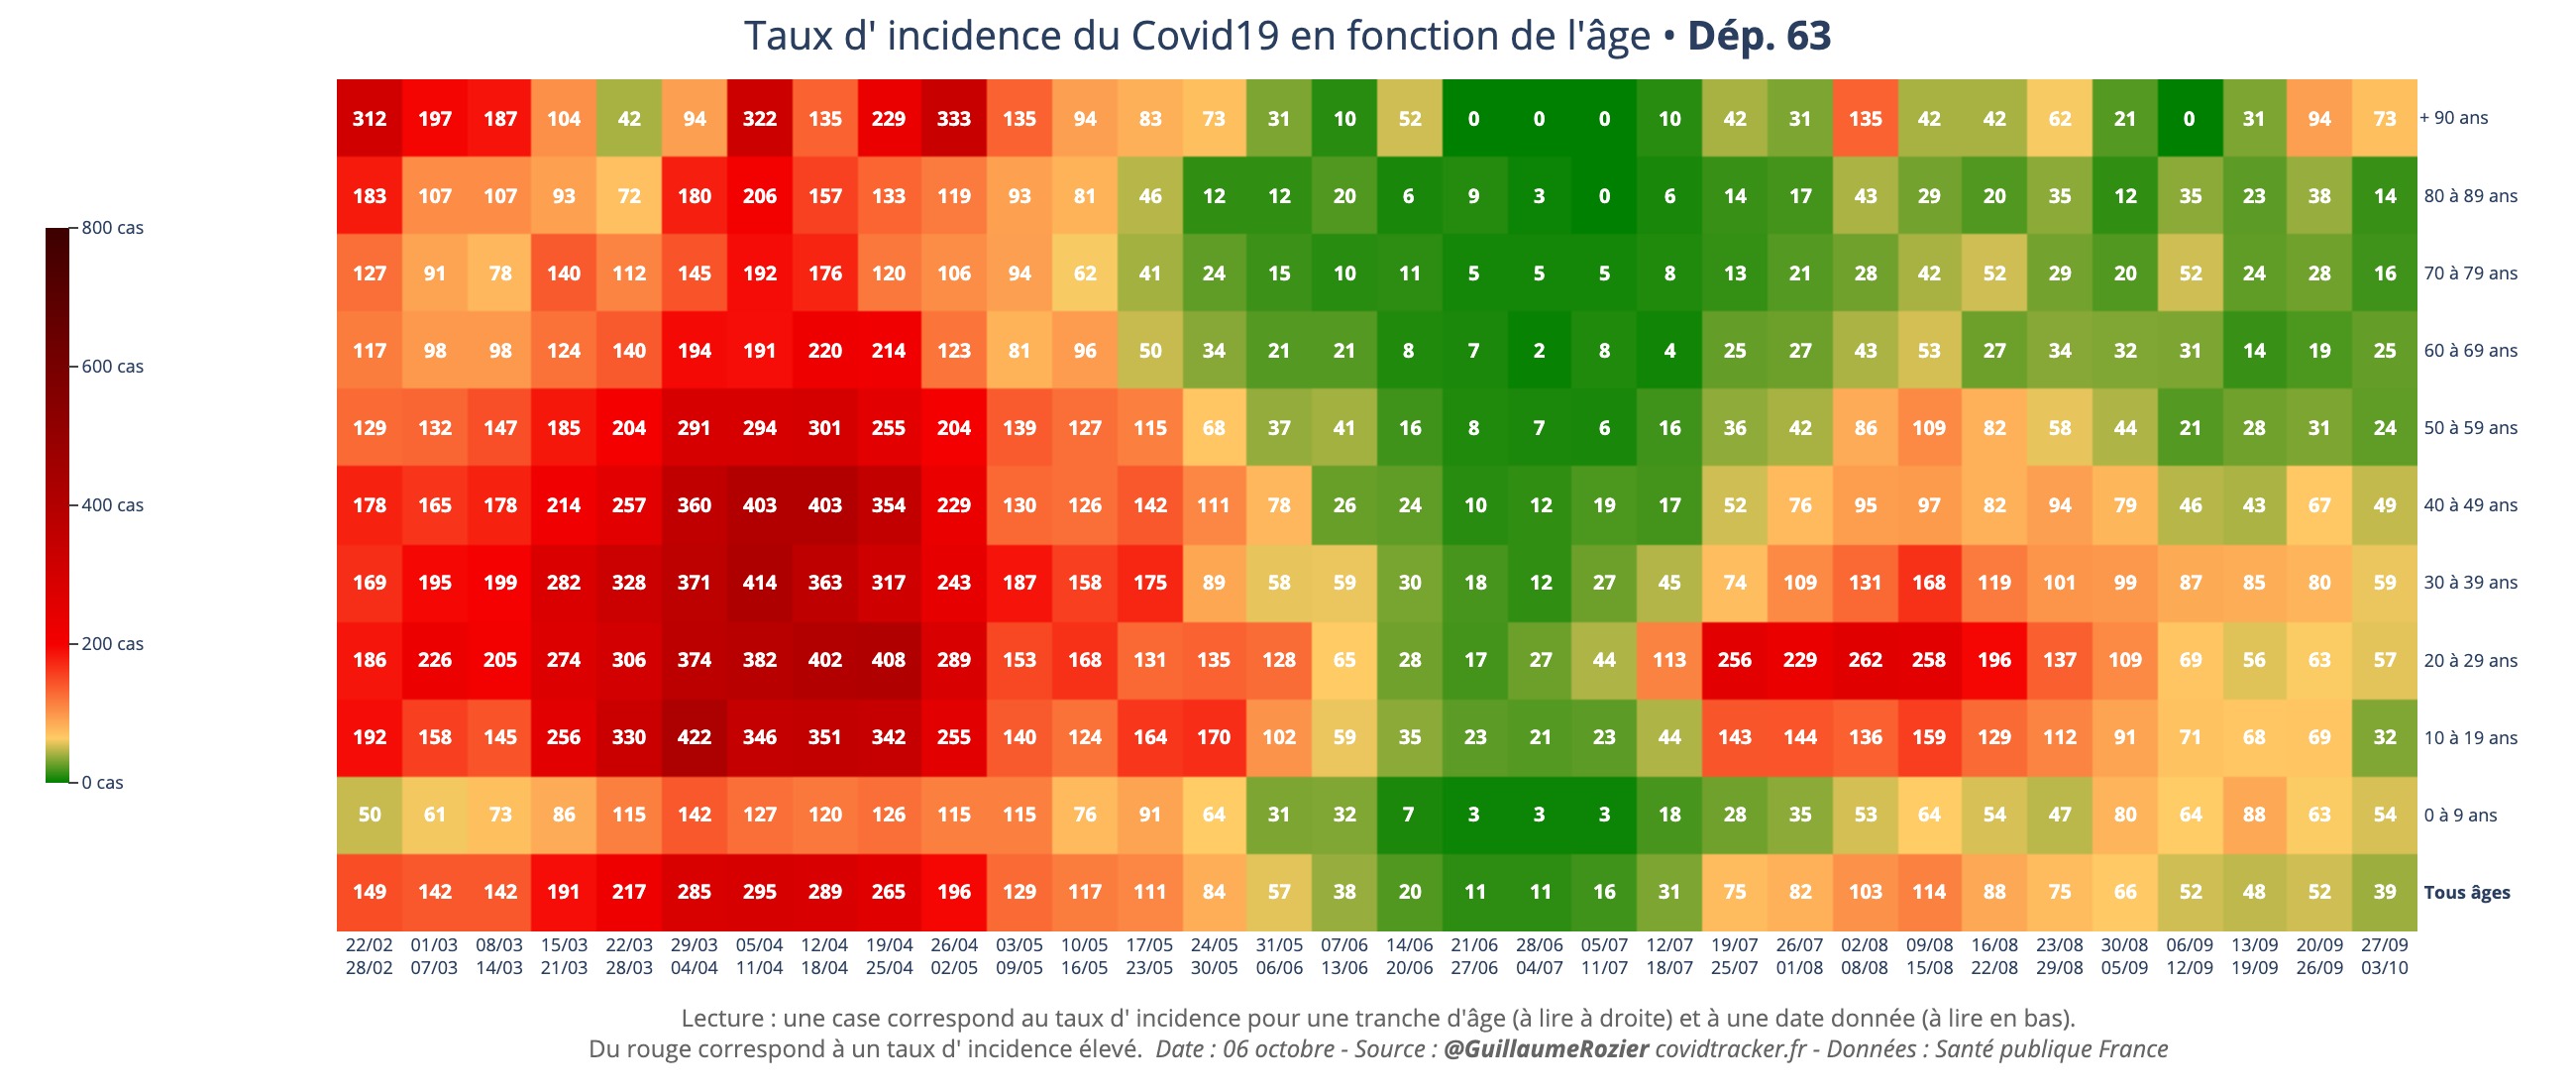 Taux d' incidence du Covid19 en fonction de l'âge • Dép. 63
312 197 187 104 42 94 322 135 229 333 135 94 83 73 31 10 52 0 0 0 10 42 31 135 42 42 62 21 0 31 94 73 + 90 ans
183 107 107 93 72 180 206 157 133 119 93 81 46 12 12 20 6 9 3 0 6 14 17 43 29 20 35 12 35 23 38 14 80 à 89 ans
800 cas
127 91 78 140 112 145 192 176 120 106 94 62 41 24 15 10 11 5 5 5 8 13 21 28 42 52 29 20 52 24 28 16 70 à 79 ans
117 98 98 124 140 194 191 220 214 123 81 96 50 34 21 21 8 7 2 8 4 25 27 43 53 27 34 32 31 14 19 25 60 à 69 ans
600 cas
129 132 147 185 204 291 294 301 255 204 139 127 115 68 37 41 16 8 7 6 16 36 42 86 109 82 58 44 21 28 31 24 50 à 59 ans
400 cas
178 165 178 214 257 360 403 403 354 229 130 126 142 111 78 26 24 10 12 19 17 52 76 95 97 82 94 79 46 43 67 49 40 à 49 ans
169 195 199 282 328 371 414 363 317 243 187 158 175 89 58 59 30 18 12 27 45 74 109 131 168 119 101 99 87 85 80 59 30 à 39 ans
200 cas
186 226 205 274 306 374 382 402 408 289 153 168 131 135 128 65 28 17 27 44 113 256 229 262 258 196 137 109 69 56 63 57 20 à 29 ans
192 158 145 256 330 422 346 351 342 255 140 124 164 170 102 59 35 23 21 23 44 143 144 136 159 129 112 91 71 68 69 32 10 à 19 ans
0 cas
50 61 73 86 115 142 127 120 126 115 115 76 91 64 31 32 7 3 3 3 18 28 35 53 64 54 47 80 64 88 63 54 0 à 9 ans
149 142 142 191 217 285 295 289 265 196 129 117 111 84 57 38 20 11 11 16 31 75 82 103 114 88 75 66 52 48 52 39 Tous âges
22/02 01/03 08/03 15/03 22/03 29/03 05/04 12/04 19/04 26/04 03/05 10/05 17/05 24/05 31/05 07/06 14/06 21/06 28/06 05/07 12/07 19/07 26/07 02/08 09/08 16/08 23/08 30/08 06/09 13/09 20/09 27/09
28/02 07/03 14/03 21/03 28/03 04/04 11/04 18/04 25/04 02/05 09/05 16/05 23/05 30/05 06/06 13/06 20/06 27/06 04/07 11/07 18/07 25/07 01/08 08/08 15/08 22/08 29/08 05/09 12/09 19/09 26/09 03/10
Lecture : une case correspond au taux d' incidence pour une tranche d'âge (à lire à droite) et à une date donnée (à lire en bas).
Du rouge correspond à un taux d' incidence élevé. Date : 06 octobre - Source : @GuillaumeRozier covidtracker.fr - Données : Santé publique France